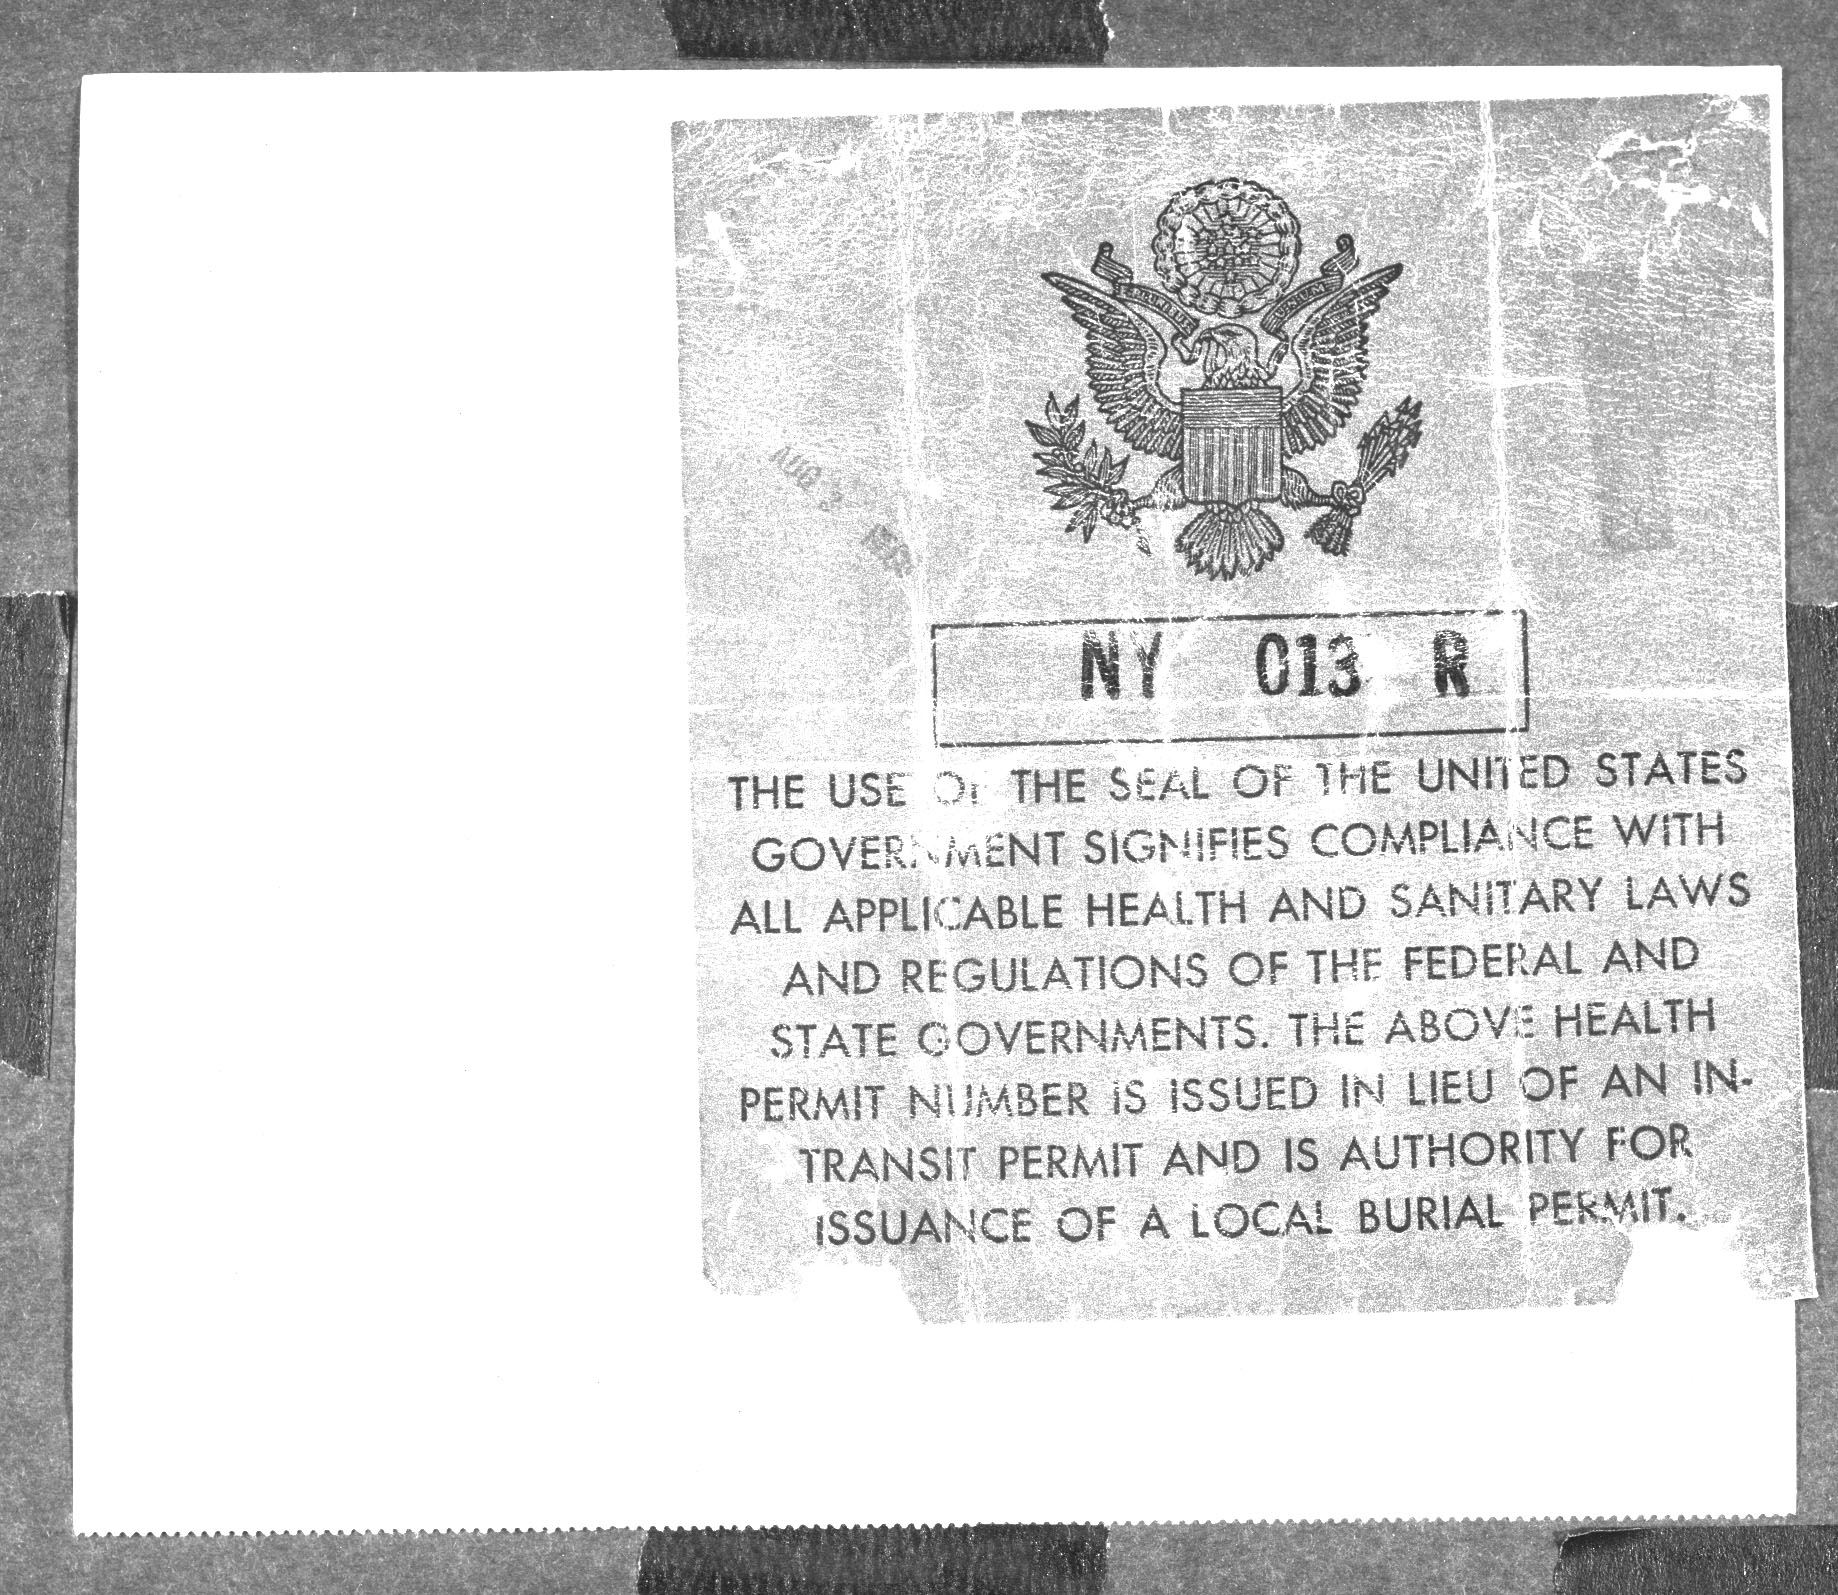 AUG 3
NY 013 R
THE USE OF THE SEAL OF THE UNITED STATES
GOVERNMENT SIGNIFIES COMPLIANCE WITH
ALL APPLICABLE HEALTH AND SANITARY LAWS
AND REGULATIONS OF THE FEDERAL AND
STATE GOVERNMENTS. THE ABOVE HEALTH
PERMIT NUMBER IS ISSUED IN LIEU OF AN IN-
TRANSIT PERMIT AND IS AUTHORITY FOR
ISSUANCE OF A LOCAL BURIAL PERMIT.